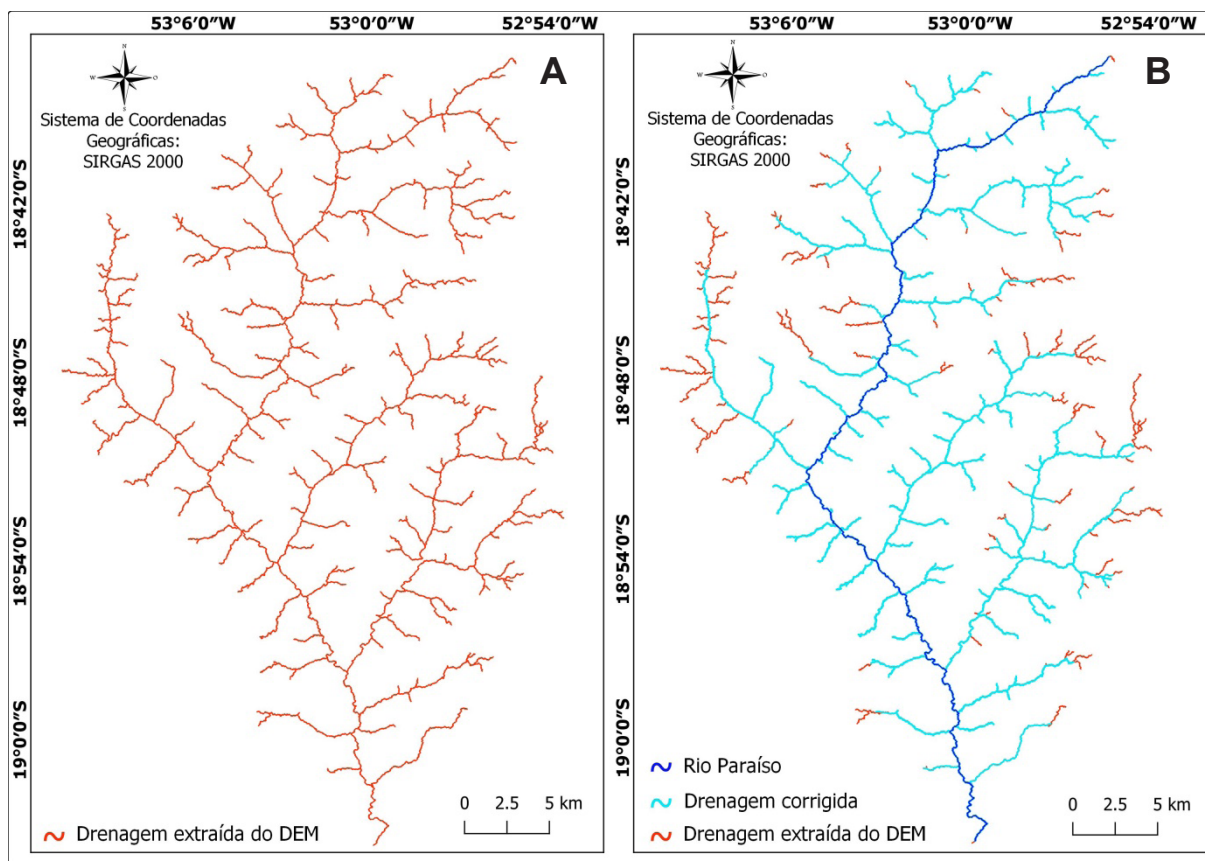 53°6′0″W 53°0′0″W 52°54′0″W
A
N
W O
S
Sistema de Coordenadas
Geográficas:
SIRGAS 2000
18°42′0″S
18°48′0″S
18°54′0″S
19°0′0″S
0 2.5 5 km
Drenagem extraída do DEM
53°6′0″W 53°0′0″W 52°54′0″W
B
N
W O
S
Sistema de Coordenadas
Geográficas:
SIRGAS 2000
18°42′0″S
18°48′0″S
18°54′0″S
19°0′0″S
Rio Paraíso
Drenagem corrigida
Drenagem extraída do DEM
0 2.5 5 km